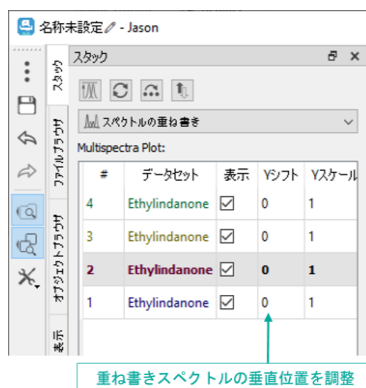 名称未設定 - Jason
スタック
スタック
ファイルブラウザ
オブジェクトブラウザ
表示
スペクトルの重ね書き
Multispectra Plot:
# データセット 表示 Yシフト Yスケール
4 Ethylindanone 0 1
3 Ethylindanone 0 1
2 Ethylindanone 0 1
1 Ethylindanone 0 1
重ね書きスペクトルの垂直位置を調整